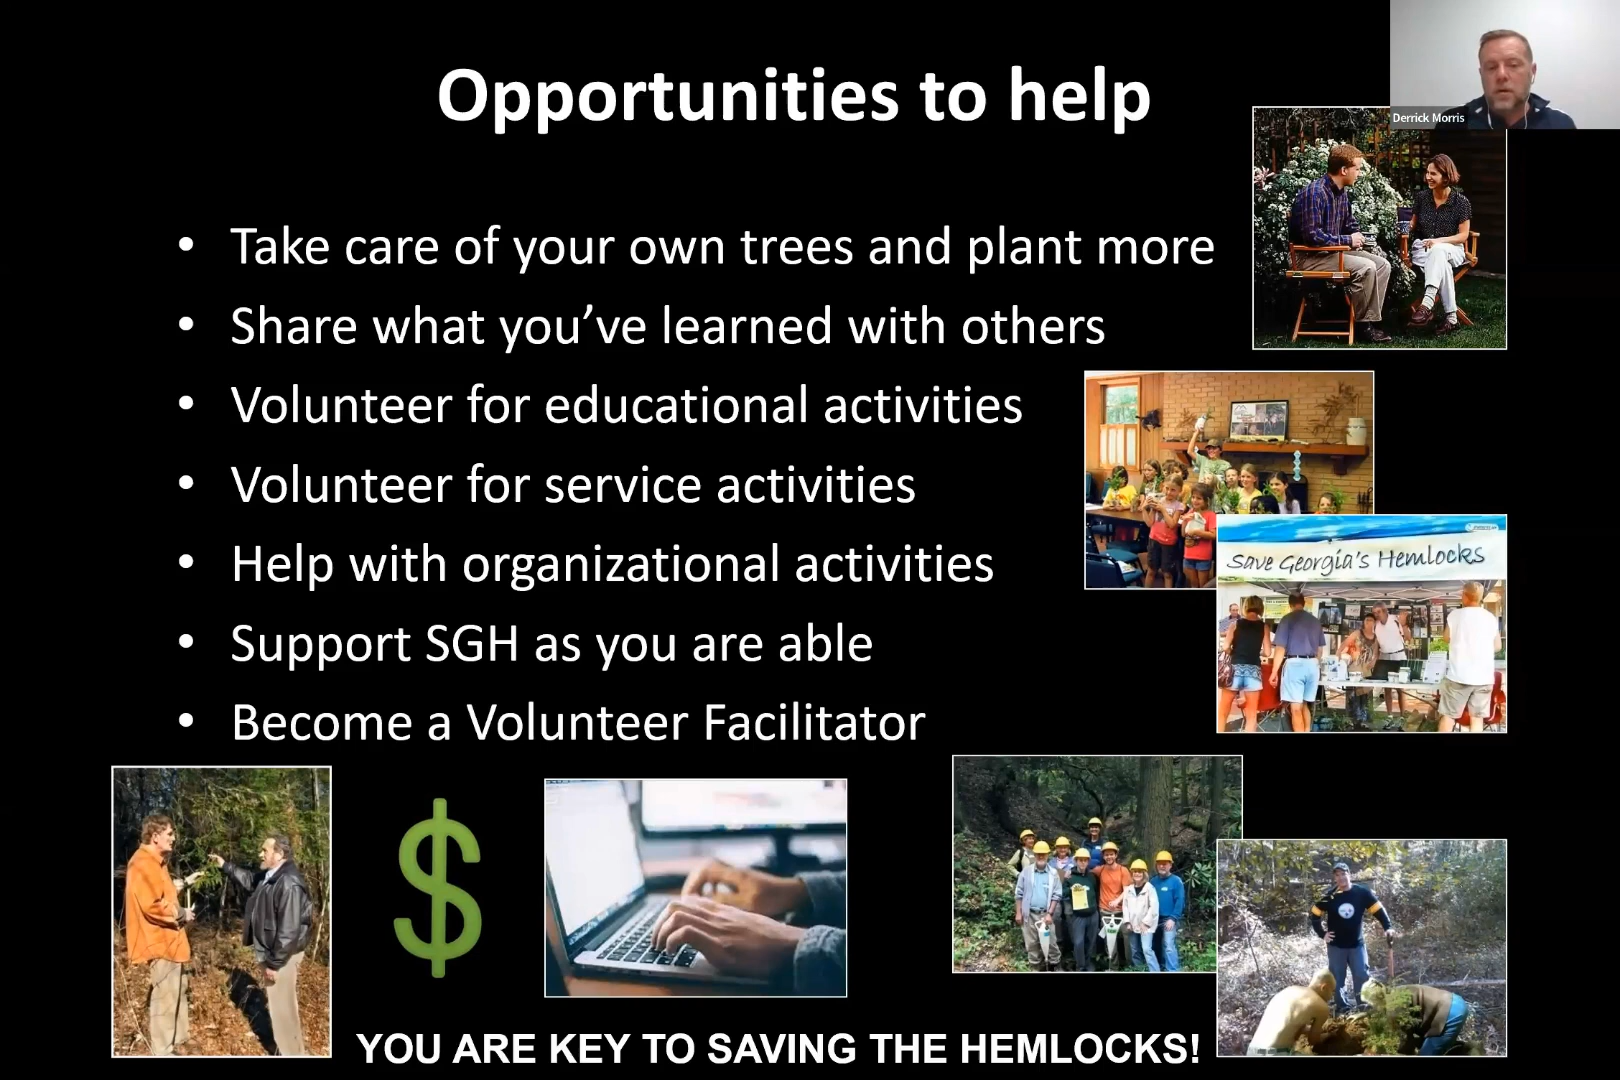 Opportunities to help
Derrick Morris
• Take care of your own trees and plant more
• Share what you’ve learned with others
• Volunteer for educational activities
• Volunteer for service activities
• Help with organizational activities
• Support SGH as you are able
• Become a Volunteer Facilitator
Save Georgia's Hemlocks
$
YOU ARE KEY TO SAVING THE HEMLOCKS!